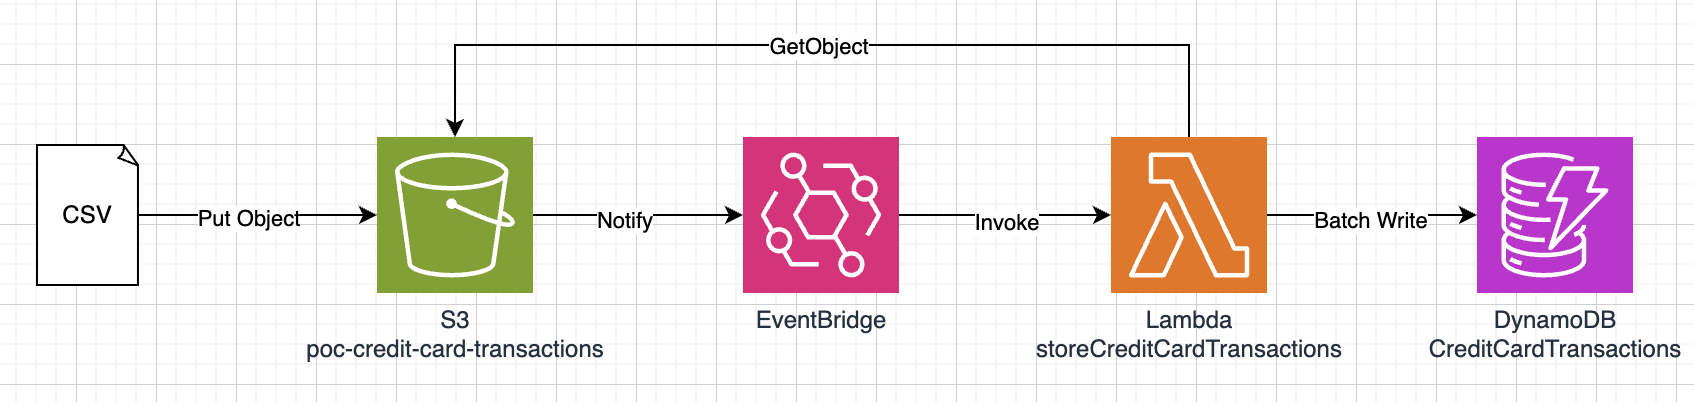 GetObject
CSV
Put Object
Notify
Invoke
Batch Write
S3
poc-credit-card-transactions
EventBridge
Lambda
storeCreditCardTransactions
DynamoDB
CreditCardTransactions